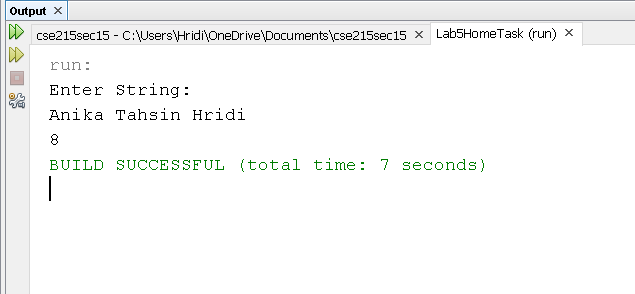 Output
cse215sec15 - C:\Users\Hridi\OneDrive\Documents\cse215sec15
Lab5HomeTask (run)
run:
Enter String:
Anika Tahsin Hridi
8
BUILD SUCCESSFUL (total time: 7 seconds)